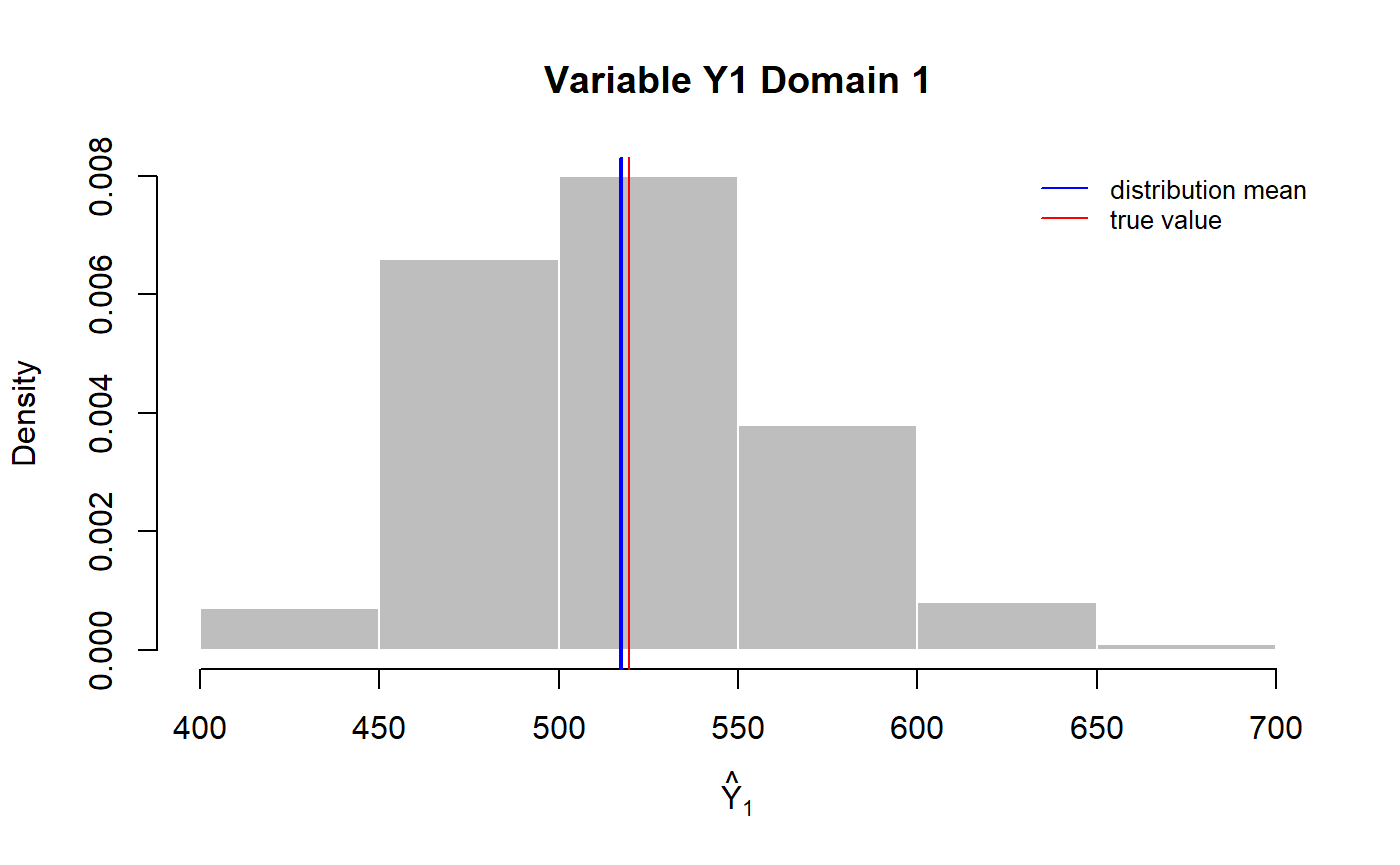 Variable Y1 Domain 1
distribution mean
true value
Density
0.008
0.006
0.004
0.002
0.000
400 450 500 550 600 650 700
Ŷ₁